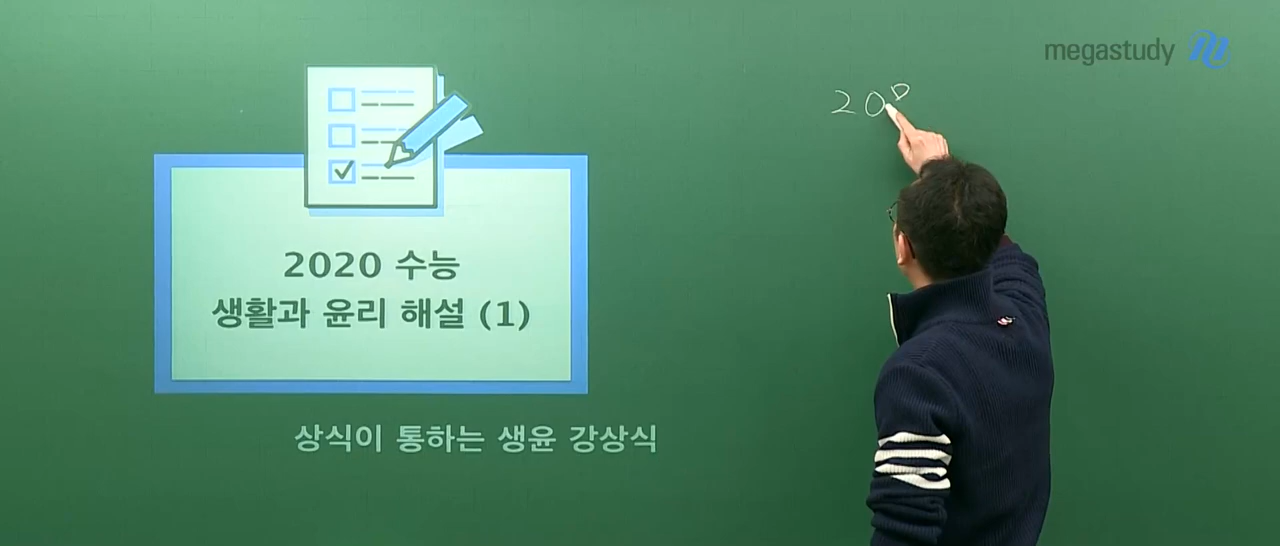 megastudy
20
2020 수능
생활과 윤리 해설 (1)
상식이 통하는 생윤 강상식